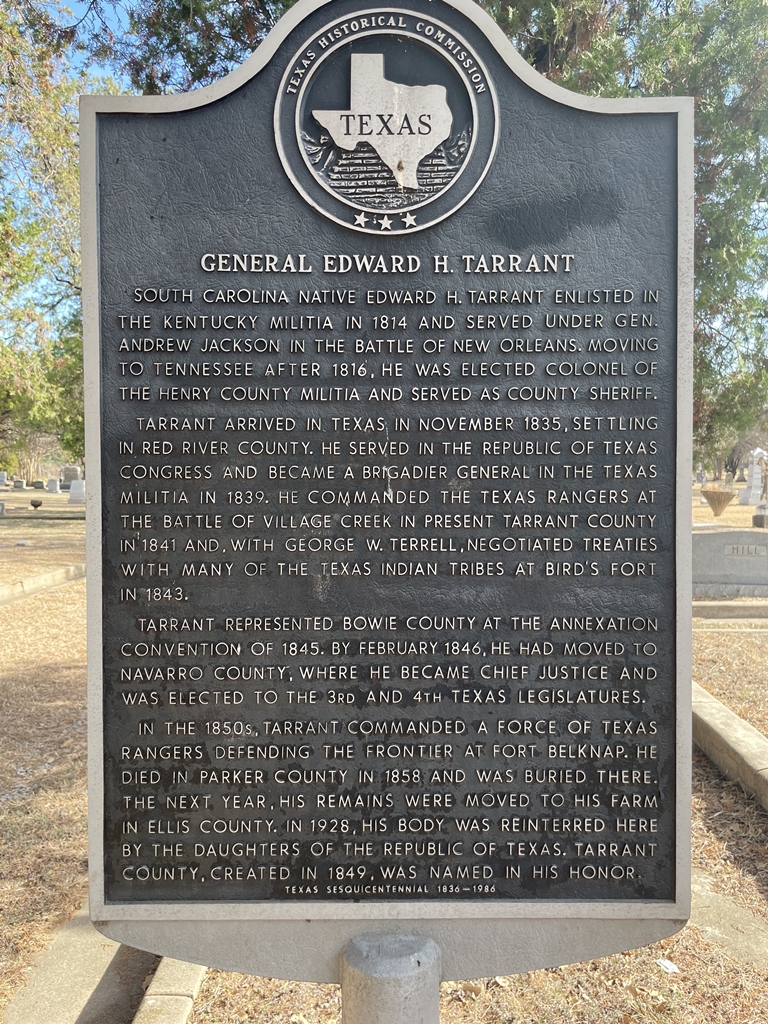 TEXAS HISTORICAL COMMISSION
TEXAS
GENERAL EDWARD H. TARRANT
SOUTH CAROLINA NATIVE EDWARD H. TARRANT ENLISTED IN
THE KENTUCKY MILITIA IN 1814 AND SERVED UNDER GEN.
ANDREW JACKSON IN THE BATTLE OF NEW ORLEANS. MOVING
TO TENNESSEE AFTER 1816, HE WAS ELECTED COLONEL OF
THE HENRY COUNTY MILITIA AND SERVED AS COUNTY SHERIFF.
TARRANT ARRIVED IN TEXAS IN NOVEMBER 1835, SETTLING
IN RED RIVER COUNTY. HE SERVED IN THE REPUBLIC OF TEXAS
CONGRESS AND BECAME A BRIGADIER GENERAL IN THE TEXAS
MILITIA IN 1839. HE COMMANDED THE TEXAS RANGERS AT
THE BATTLE OF VILLAGE CREEK IN PRESENT TARRANT COUNTY
IN 1841 AND, WITH GEORGE W. TERRELL, NEGOTIATED TREATIES
WITH MANY OF THE TEXAS INDIAN TRIBES AT BIRD'S FORT
IN 1843.
TARRANT REPRESENTED BOWIE COUNTY AT THE ANNEXATION
CONVENTION OF 1845. BY FEBRUARY 1846, HE HAD MOVED TO
NAVARRO COUNTY, WHERE HE BECAME CHIEF JUSTICE AND
WAS ELECTED TO THE 3RD AND 4TH TEXAS LEGISLATURES.
IN THE 1850s, TARRANT COMMANDED A FORCE OF TEXAS
RANGERS DEFENDING THE FRONTIER AT FORT BELKNAP. HE
DIED IN PARKER COUNTY IN 1858 AND WAS BURIED THERE.
THE NEXT YEAR, HIS REMAINS WERE MOVED TO HIS FARM
IN ELLIS COUNTY. IN 1928, HIS BODY WAS REINTERRED HERE
BY THE DAUGHTERS OF THE REPUBLIC OF TEXAS. TARRANT
COUNTY, CREATED IN 1849, WAS NAMED IN HIS HONOR.
TEXAS SESQUICENTENNIAL 1836–1986
HILL